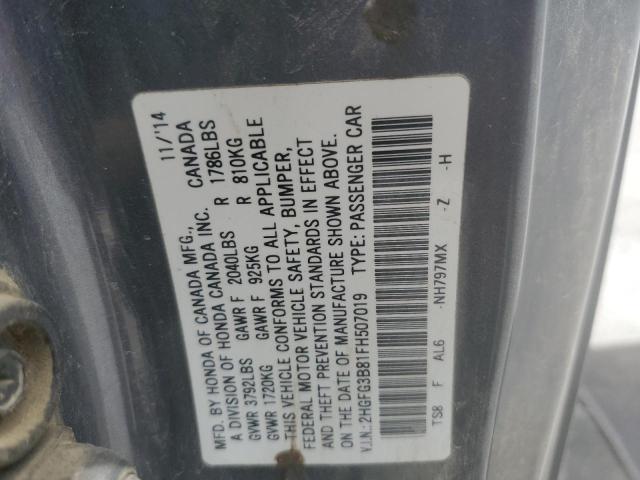 MFD. BY HONDA OF CANADA MFG., 11/'14
A DIVISION OF HONDA CANADA INC. CANADA
GVWR 3792LBS GAWR F 2040LBS R 1786LBS
GVWR 1720KG GAWR F 925KG R 810KG
THIS VEHICLE CONFORMS TO ALL APPLICABLE
FEDERAL MOTOR VEHICLE SAFETY, BUMPER,
AND THEFT PREVENTION STANDARDS IN EFFECT
ON THE DATE OF MANUFACTURE SHOWN ABOVE.
V.I.N.: 2HGFG3B81FH507019 TYPE: PASSENGER CAR
TS8 F AL6 -NH797MX -Z -H